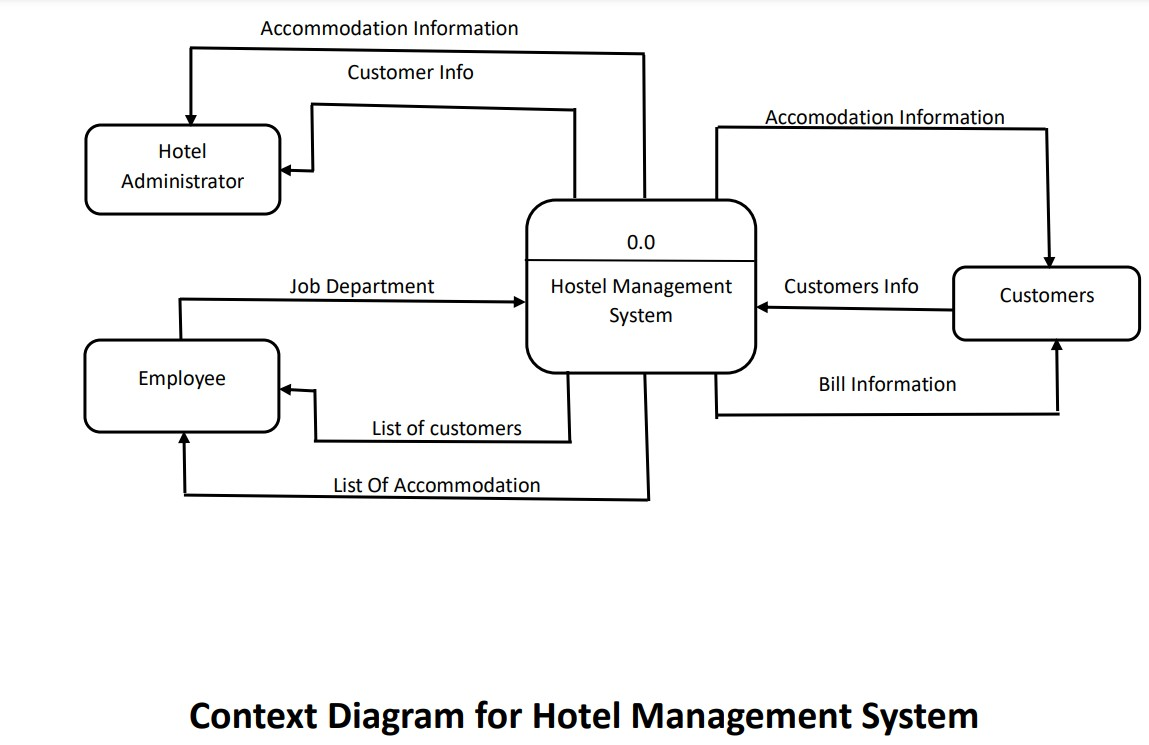 Accommodation Information
Customer Info
Accomodation Information
Hotel
Administrator
0.0
Hostel Management
System
Customers Info
Customers
Job Department
Employee
Bill Information
List of customers
List Of Accommodation
Context Diagram for Hotel Management System